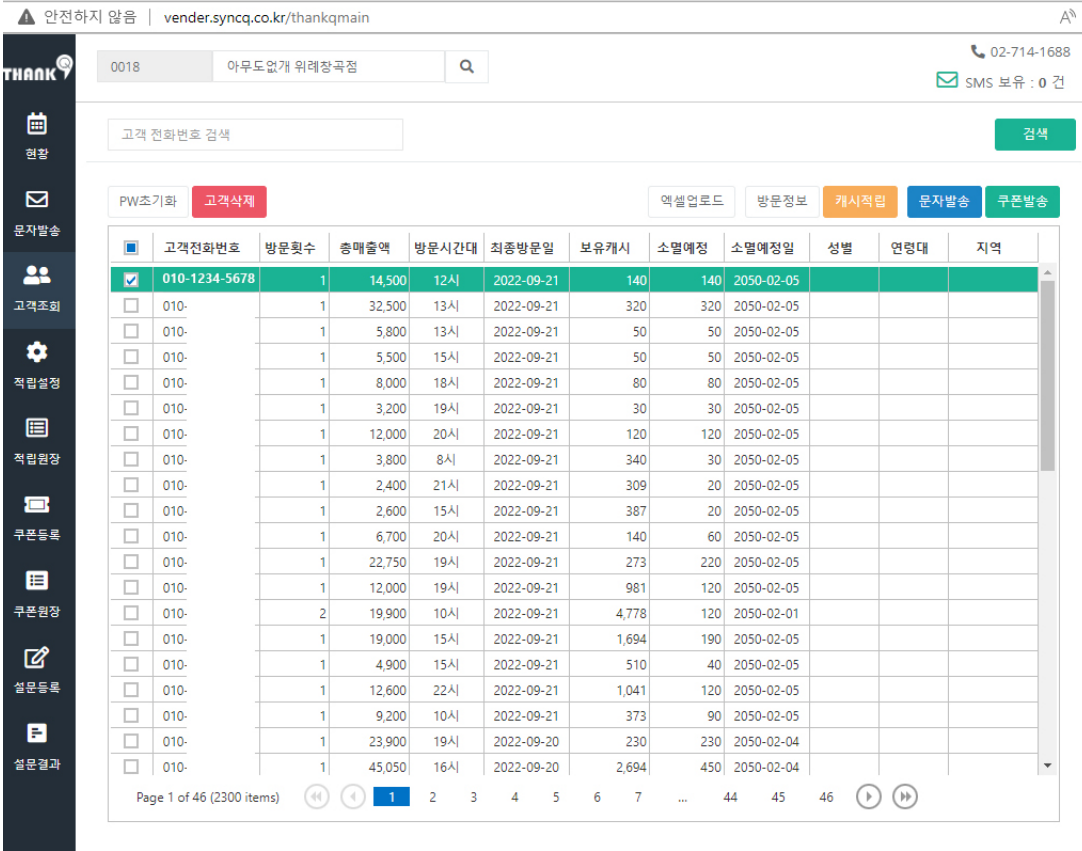 안전하지 않음 vender.syncq.co.kr/thankqmain A
THANKQ
0018 아무도없개 위례창곡점
02-714-1688
SMS 보유 : 0 건
현황
문자발송
고객조회
적립설정
적립원장
쿠폰등록
쿠폰원장
설문등록
설문결과
고객 전화번호 검색 검색
PW초기화 고객삭제 엑셀업로드 방문정보 캐시적립 문자발송 쿠폰발송
고객전화번호 방문횟수 총매출액 방문시간대 최종방문일 보유캐시 소멸예정 소멸예정일 성별 연령대 지역
010-1234-5678 1 14,500 12시 2022-09-21 140 140 2050-02-05
010- 1 32,500 13시 2022-09-21 320 320 2050-02-05
010- 1 5,800 13시 2022-09-21 50 50 2050-02-05
010- 1 5,500 15시 2022-09-21 50 50 2050-02-05
010- 1 8,000 18시 2022-09-21 80 80 2050-02-05
010- 1 3,200 19시 2022-09-21 30 30 2050-02-05
010- 1 12,000 20시 2022-09-21 120 120 2050-02-05
010- 1 3,800 8시 2022-09-21 340 30 2050-02-05
010- 1 2,400 21시 2022-09-21 309 20 2050-02-05
010- 1 2,600 15시 2022-09-21 387 20 2050-02-05
010- 1 6,700 20시 2022-09-21 140 60 2050-02-05
010- 1 22,750 19시 2022-09-21 273 220 2050-02-05
010- 1 12,000 19시 2022-09-21 981 120 2050-02-05
010- 2 19,900 10시 2022-09-21 4,778 120 2050-02-01
010- 1 19,000 15시 2022-09-21 1,694 190 2050-02-05
010- 1 4,900 15시 2022-09-21 510 40 2050-02-05
010- 1 12,600 22시 2022-09-21 1,041 120 2050-02-05
010- 1 9,200 10시 2022-09-21 373 90 2050-02-05
010- 1 23,900 19시 2022-09-20 230 230 2050-02-04
010- 1 45,050 16시 2022-09-20 2,694 450 2050-02-04
Page 1 of 46 (2300 items) 1 2 3 4 5 6 7 ... 44 45 46